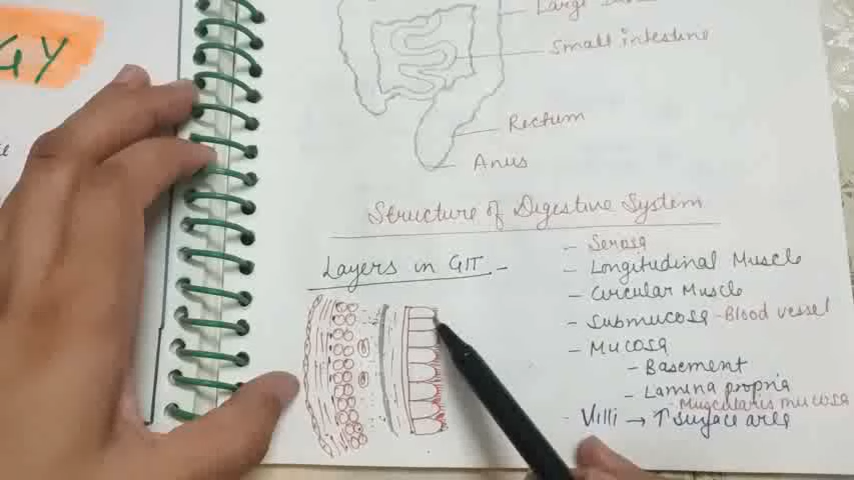 GY
Small intestine
Rectum
Anus
Structure of Digestive System
Layers in GIT -
- Serosa
- Longitudinal Muscle
- Circular Muscle
- Submucosa - Blood vessel
- Mucosa
- Basement
- Lamina propria
- Muscularis mucosa
- Villi → ↑ surface area